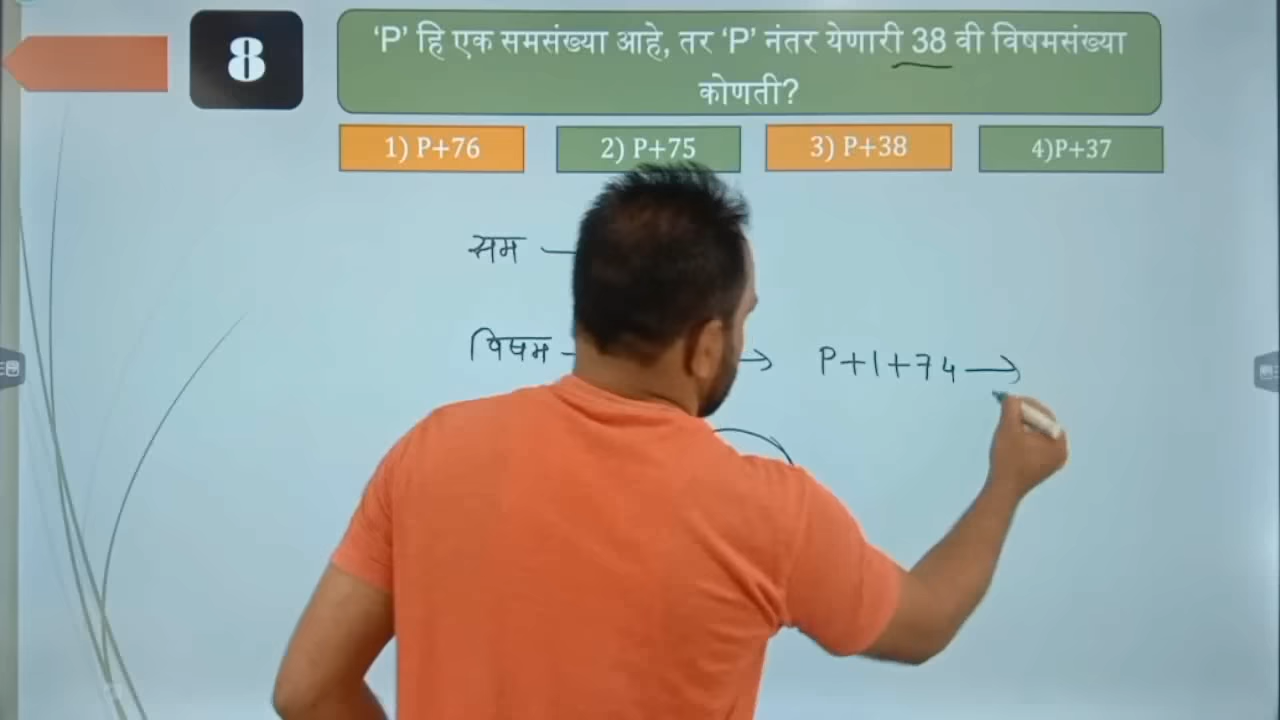 8
'P' हि एक समसंख्या आहे, तर 'P' नंतर येणारी 38 वी विषमसंख्या
कोणती?
1) P+76 2) P+75 3) P+38 4)P+37
सम
विषम P+1+74